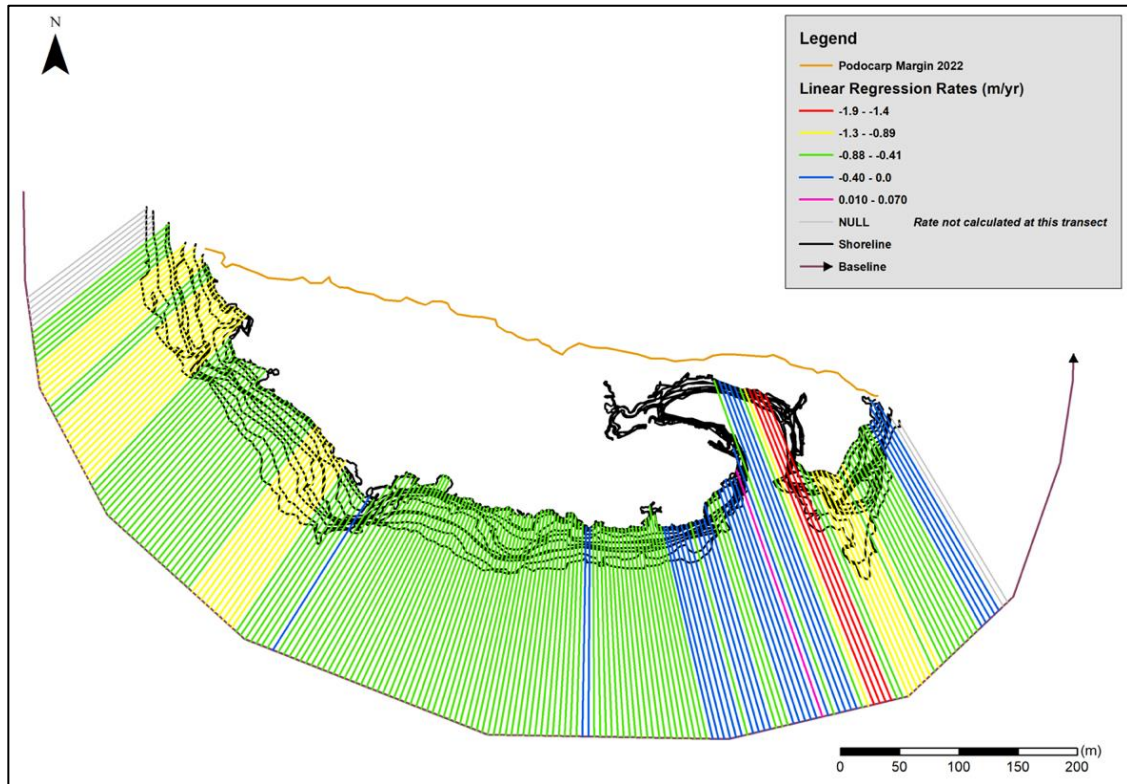 N
Legend
Podocarp Margin 2022
Linear Regression Rates (m/yr)
-1.9 - -1.4
-1.3 - -0.89
-0.88 - -0.41
-0.40 - 0.0
0.010 - 0.070
NULL Rate not calculated at this transect
Shoreline
Baseline
(m)
0 50 100 150 200